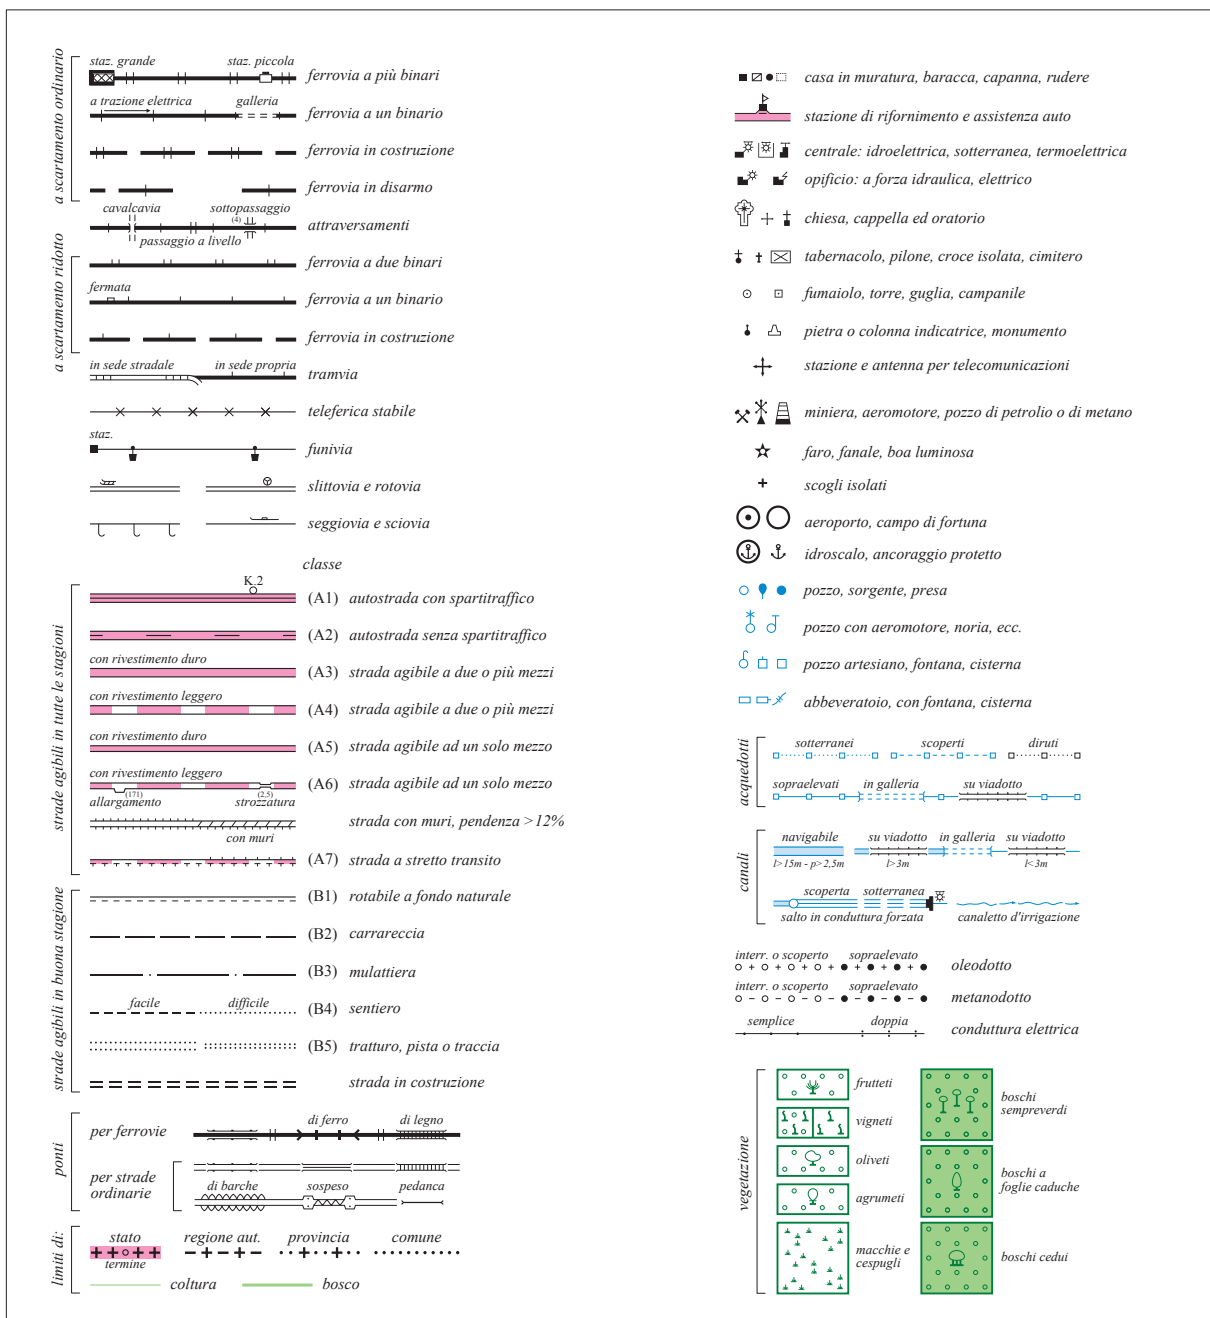 a scartamento ordinario
staz. grande
staz. piccola
ferrovia a più binari
a trazione elettrica
galleria
ferrovia a un binario
ferrovia in costruzione
ferrovia in disarmo
cavalcavia
sottopassaggio
(4)
passaggio a livello
attraversamenti
a scartamento ridotto
ferrovia a due binari
fermata
ferrovia a un binario
ferrovia in costruzione
in sede stradale
in sede propria
tramvia
teleferica stabile
staz.
funivia
slittovia e rotovia
seggiovia e sciovia
classe
strade agibili in tutte le stagioni
K.2
(A1) autostrada con spartitraffico
(A2) autostrada senza spartitraffico
con rivestimento duro
(A3) strada agibile a due o più mezzi
con rivestimento leggero
(A4) strada agibile a due o più mezzi
con rivestimento duro
(A5) strada agibile ad un solo mezzo
con rivestimento leggero
(A6) strada agibile ad un solo mezzo
(171)
(2,5)
allargamento
strozzatura
strada con muri, pendenza >12%
con muri
(A7) strada a stretto transito
strade agibili in buona stagione
(B1) rotabile a fondo naturale
(B2) carrareccia
(B3) mulattiera
facile
difficile
(B4) sentiero
(B5) tratturo, pista o traccia
strada in costruzione
ponti
per ferrovie
di ferro
di legno
per strade
ordinarie
di barche
sospeso
pedanca
limiti di:
stato
regione aut.
provincia
comune
termine
coltura
bosco
casa in muratura, baracca, capanna, rudere
stazione di rifornimento e assistenza auto
centrale: idroelettrica, sotterranea, termoelettrica
opificio: a forza idraulica, elettrico
chiesa, cappella ed oratorio
tabernacolo, pilone, croce isolata, cimitero
fumaiolo, torre, guglia, campanile
pietra o colonna indicatrice, monumento
stazione e antenna per telecomunicazioni
miniera, aeromotore, pozzo di petrolio o di metano
faro, fanale, boa luminosa
scogli isolati
aeroporto, campo di fortuna
idroscalo, ancoraggio protetto
pozzo, sorgente, presa
pozzo con aeromotore, noria, ecc.
pozzo artesiano, fontana, cisterna
abbeveratoio, con fontana, cisterna
acquedotti
sotterranei
scoperti
diruti
sopraelevati
in galleria
su viadotto
canali
navigabile
su viadotto
in galleria
su viadotto
l>15m - p>2,5m
l>3m
l<3m
scoperta
sotterranea
salto in conduttura forzata
canaletto d'irrigazione
interr. o scoperto
sopraelevato
oleodotto
interr. o scoperto
sopraelevato
metanodotto
semplice
doppia
conduttura elettrica
vegetazione
frutteti
vigneti
oliveti
agrumeti
macchie e
cespugli
boschi
sempreverdi
boschi a
foglie caduche
boschi cedui